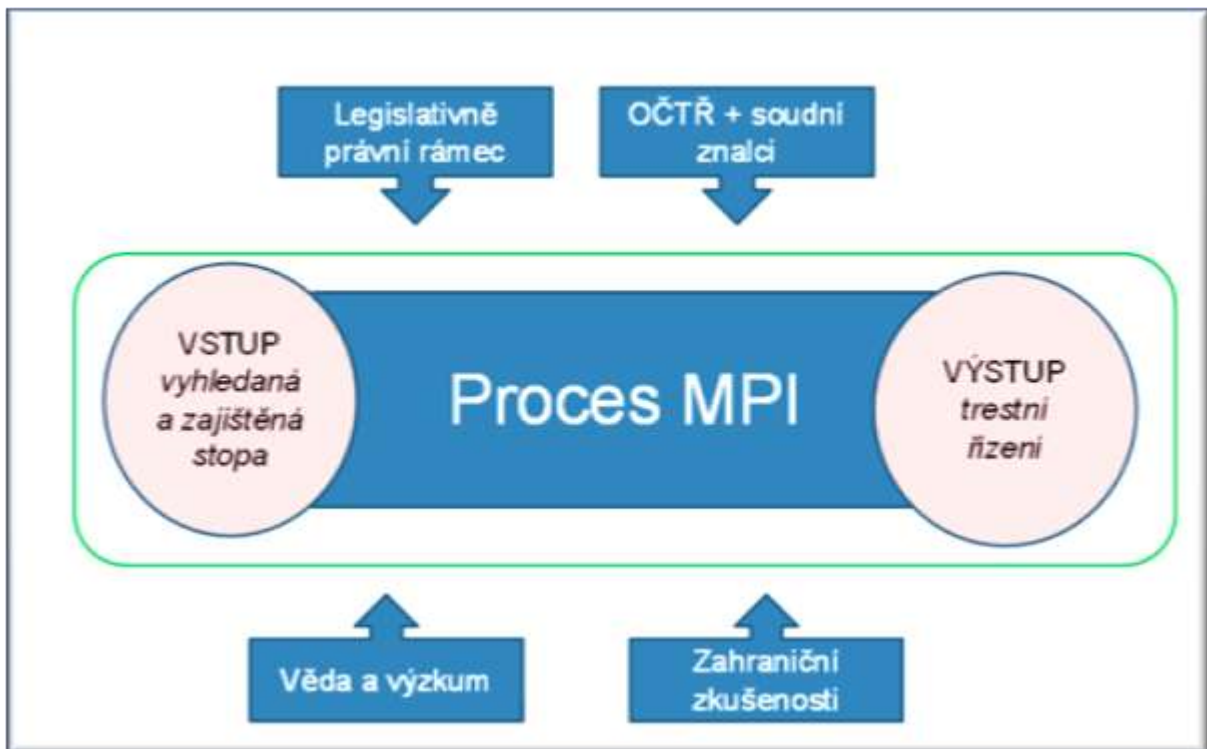 Legislativně
právní rámec
OČTŘ + soudní
znalci
VSTUP
vyhledaná
a zajištěná
stopa
Proces MPI
VÝSTUP
trestní
řízení
Věda a výzkum
Zahraniční
zkušenosti